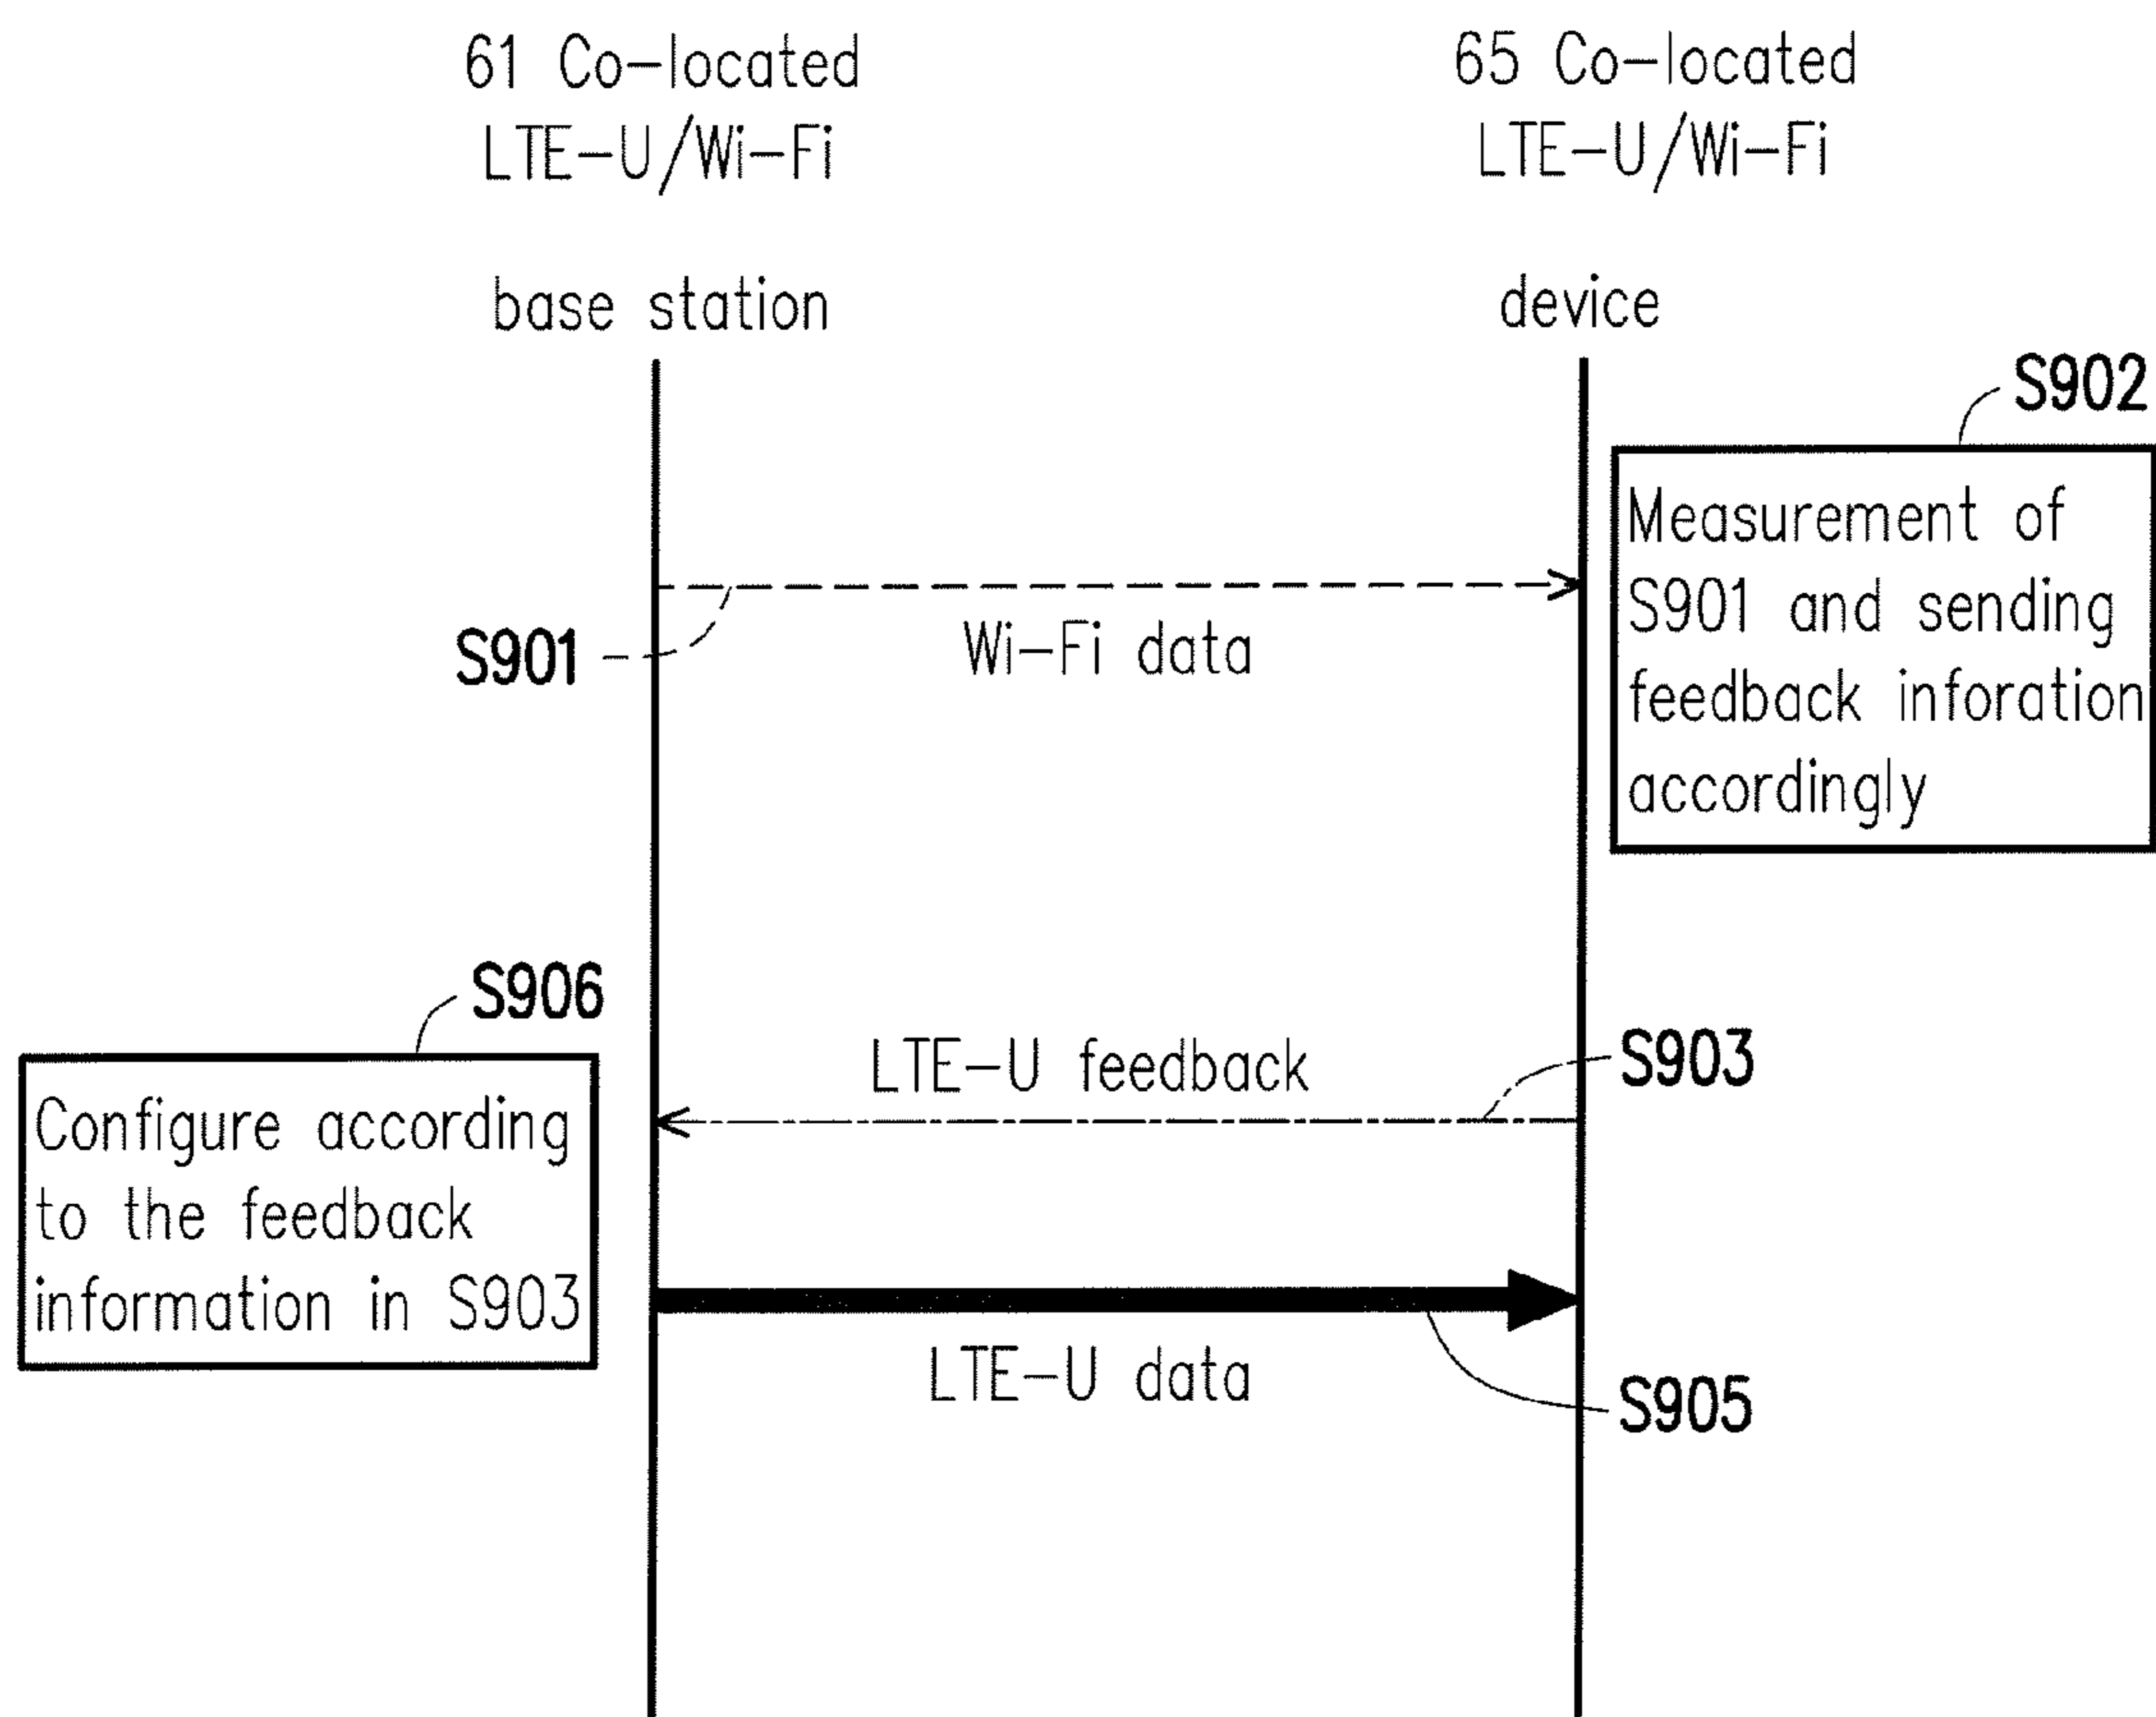 61 Co-located
LTE-U/Wi-Fi
base station
65 Co-located
LTE-U/Wi-Fi
device
S902
Measurement of
S901 and sending
feedback inforation
accordingly
S901
Wi-Fi data
S906
Configure according
to the feedback
information in S903
LTE-U feedback
S903
LTE-U data
S905